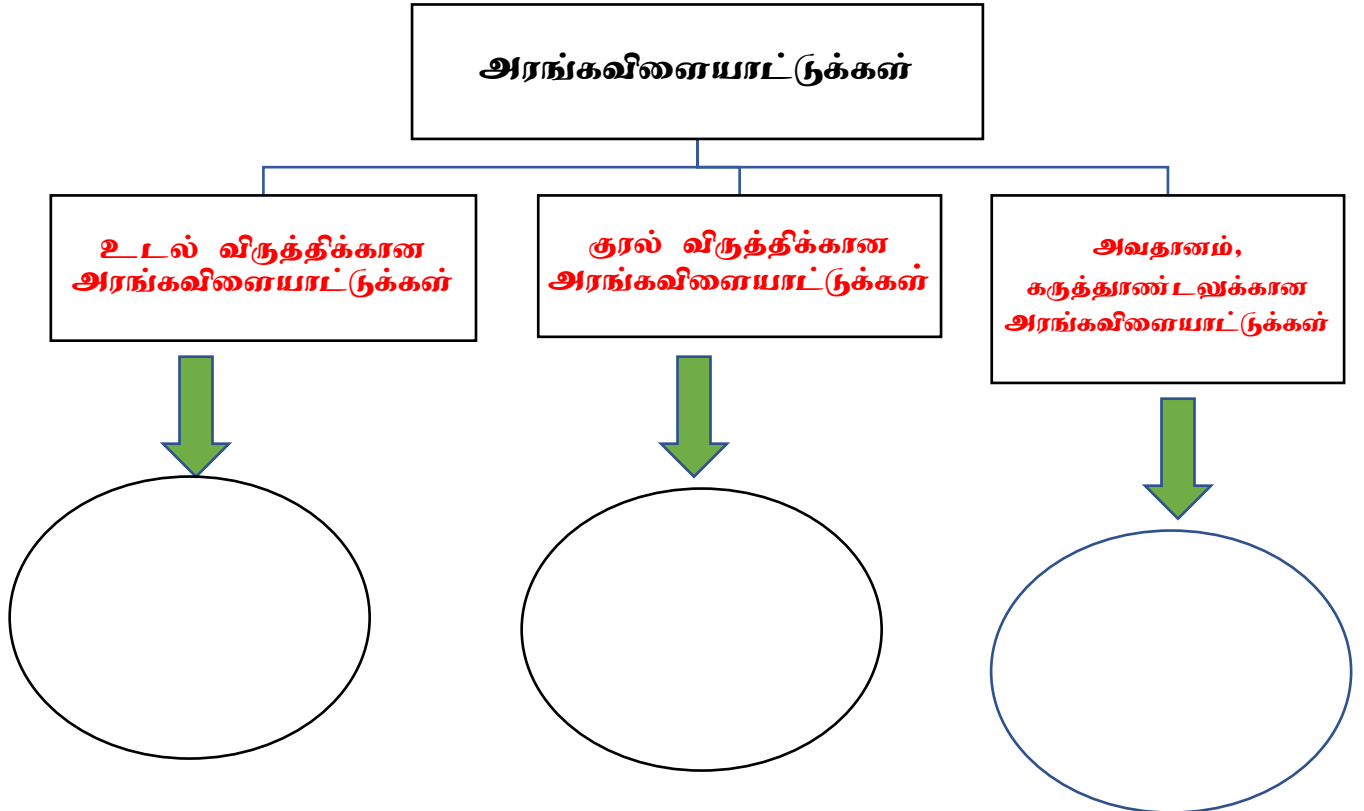 அரங்கவிளையாட்டுக்கள்
உடல் விருத்திக்கான
அரங்கவிளையாட்டுக்கள்
குரல் விருத்திக்கான
அரங்கவிளையாட்டுக்கள்
அவதானம்,
கருத்தூண்டலுக்கான
அரங்கவிளையாட்டுக்கள்